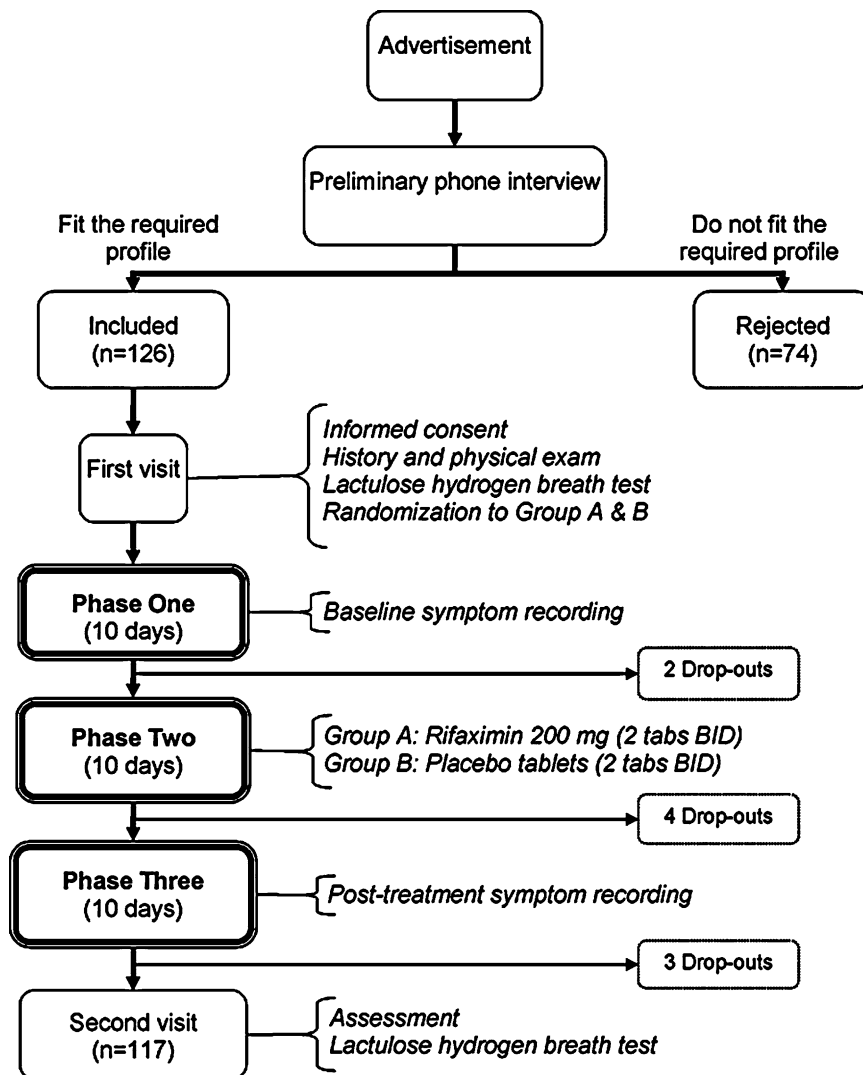 Advertisement
Preliminary phone interview
Fit the required
profile
Do not fit the
required profile
Included
(n=126)
Rejected
(n=74)
First visit
Informed consent
History and physical exam
Lactulose hydrogen breath test
Randomization to Group A & B
Phase One
(10 days)
Baseline symptom recording
2 Drop-outs
Phase Two
(10 days)
Group A: Rifaximin 200 mg (2 tabs BID)
Group B: Placebo tablets (2 tabs BID)
4 Drop-outs
Phase Three
(10 days)
Post-treatment symptom recording
3 Drop-outs
Second visit
(n=117)
Assessment
Lactulose hydrogen breath test